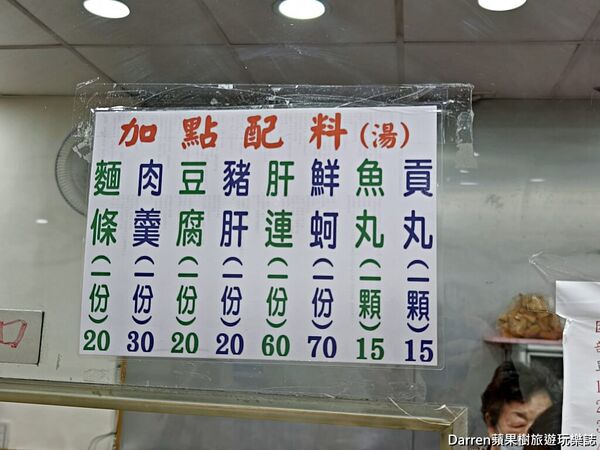 加點配料(湯)
貢丸(一顆)15
魚丸(一顆)15
鮮蚵(一份)70
肝連(一份)60
豬肝(一份)20
豆腐(一份)20
肉羹(一份)30
麵條(一份)20
Darren蘋果樹旅遊玩樂誌